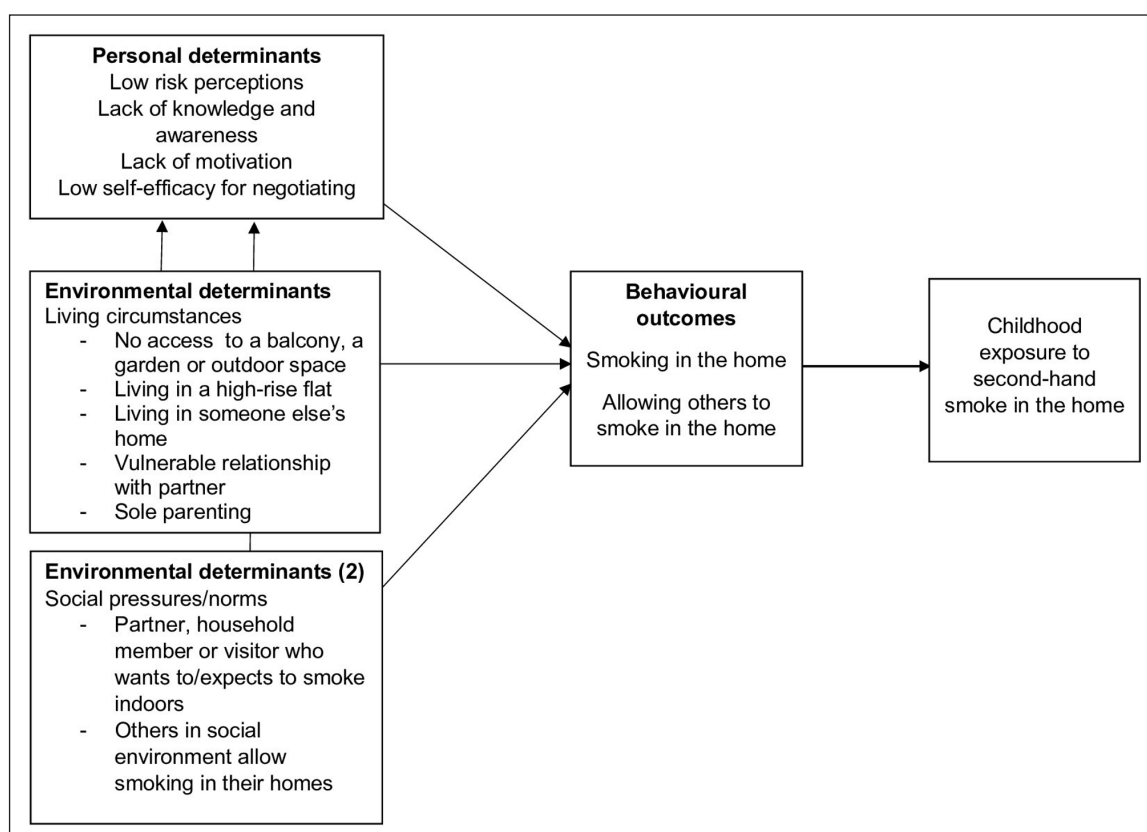 Personal determinants
Low risk perceptions
Lack of knowledge and
awareness
Lack of motivation
Low self-efficacy for negotiating
Environmental determinants
Living circumstances
- No access to a balcony, a
garden or outdoor space
- Living in a high-rise flat
- Living in someone else's
home
- Vulnerable relationship
with partner
- Sole parenting
Environmental determinants (2)
Social pressures/norms
- Partner, household
member or visitor who
wants to/expects to smoke
indoors
- Others in social
environment allow
smoking in their homes
Behavioural
outcomes
Smoking in the home
Allowing others to
smoke in the home
Childhood
exposure to
second-hand
smoke in the home